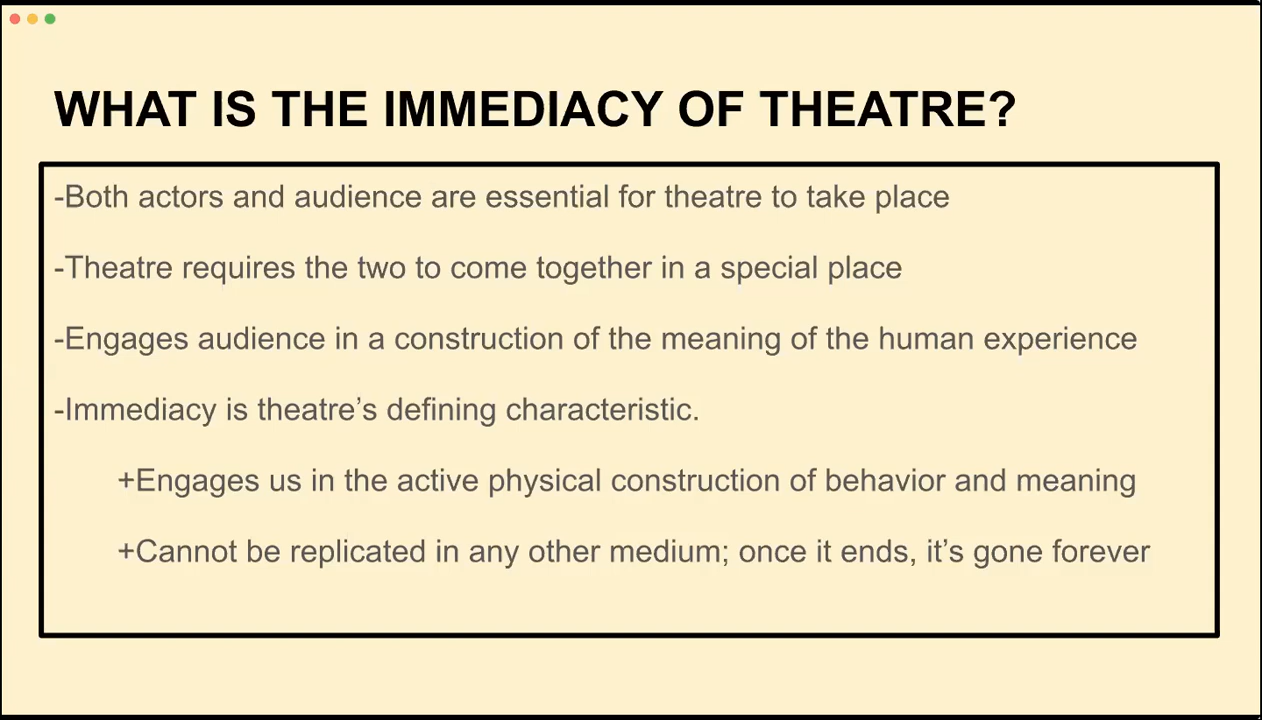 WHAT IS THE IMMEDIACY OF THEATRE?
-Both actors and audience are essential for theatre to take place
-Theatre requires the two to come together in a special place
-Engages audience in a construction of the meaning of the human experience
-Immediacy is theatre’s defining characteristic.
+Engages us in the active physical construction of behavior and meaning
+Cannot be replicated in any other medium; once it ends, it’s gone forever